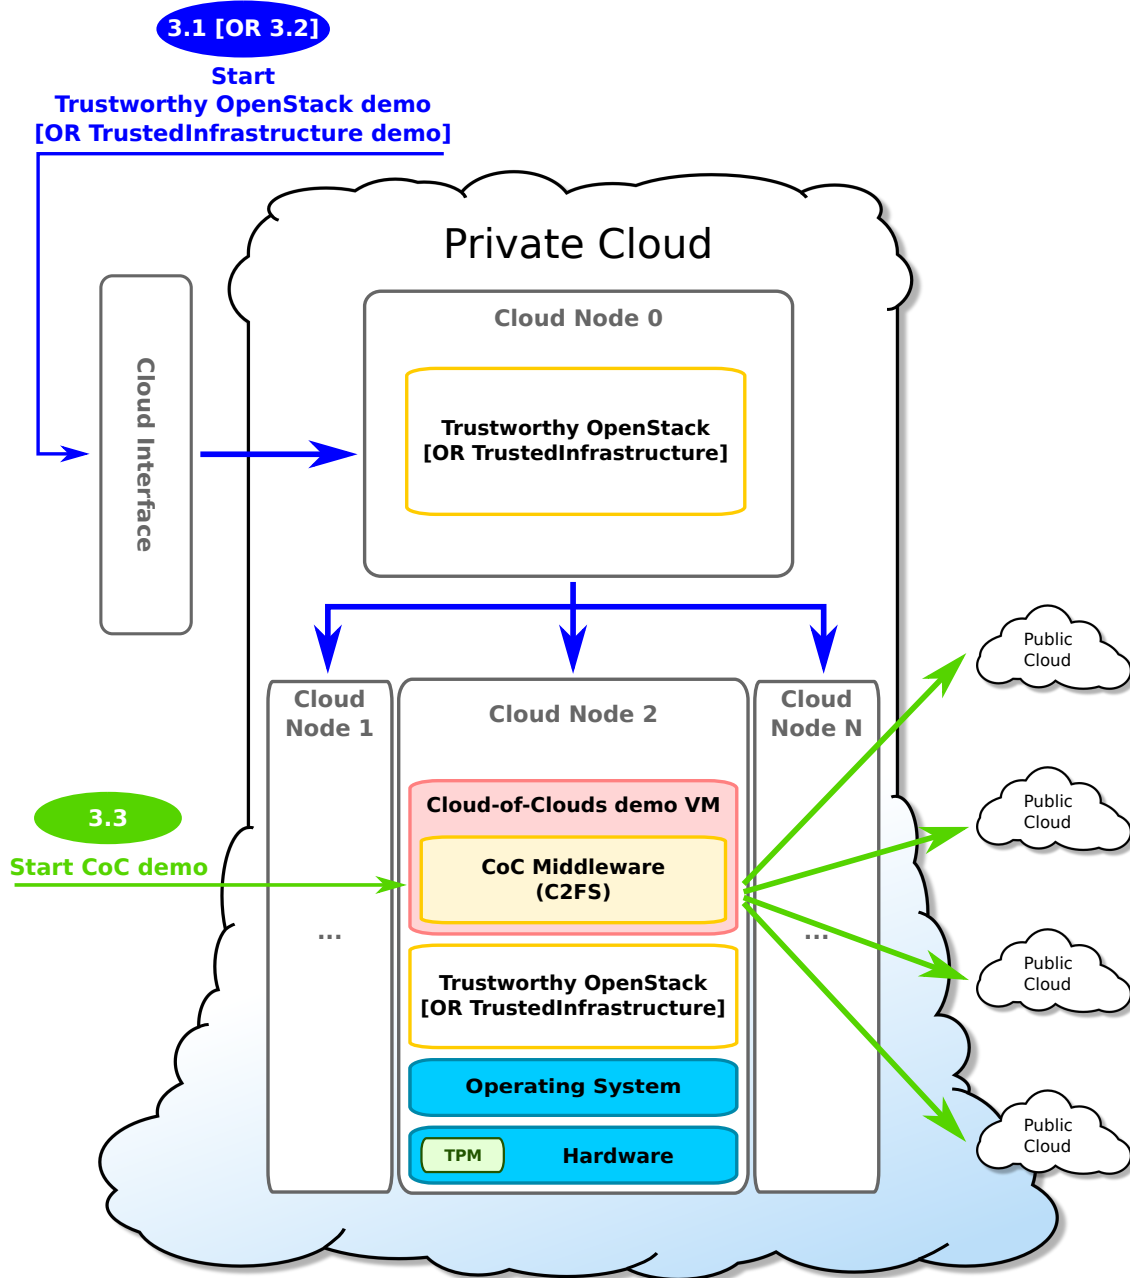 3.1 [OR 3.2]
Start
Trustworthy OpenStack demo
[OR TrustedInfrastructure demo]
Private Cloud
Cloud Interface
Cloud Node 0
Trustworthy OpenStack
[OR TrustedInfrastructure]
Cloud
Node 1
...
Cloud Node 2
Cloud
Node N
...
3.3
Start CoC demo
Cloud-of-Clouds demo VM
CoC Middleware
(C2FS)
Trustworthy OpenStack
[OR TrustedInfrastructure]
Operating System
TPM
Hardware
Public
Cloud
Public
Cloud
Public
Cloud
Public
Cloud